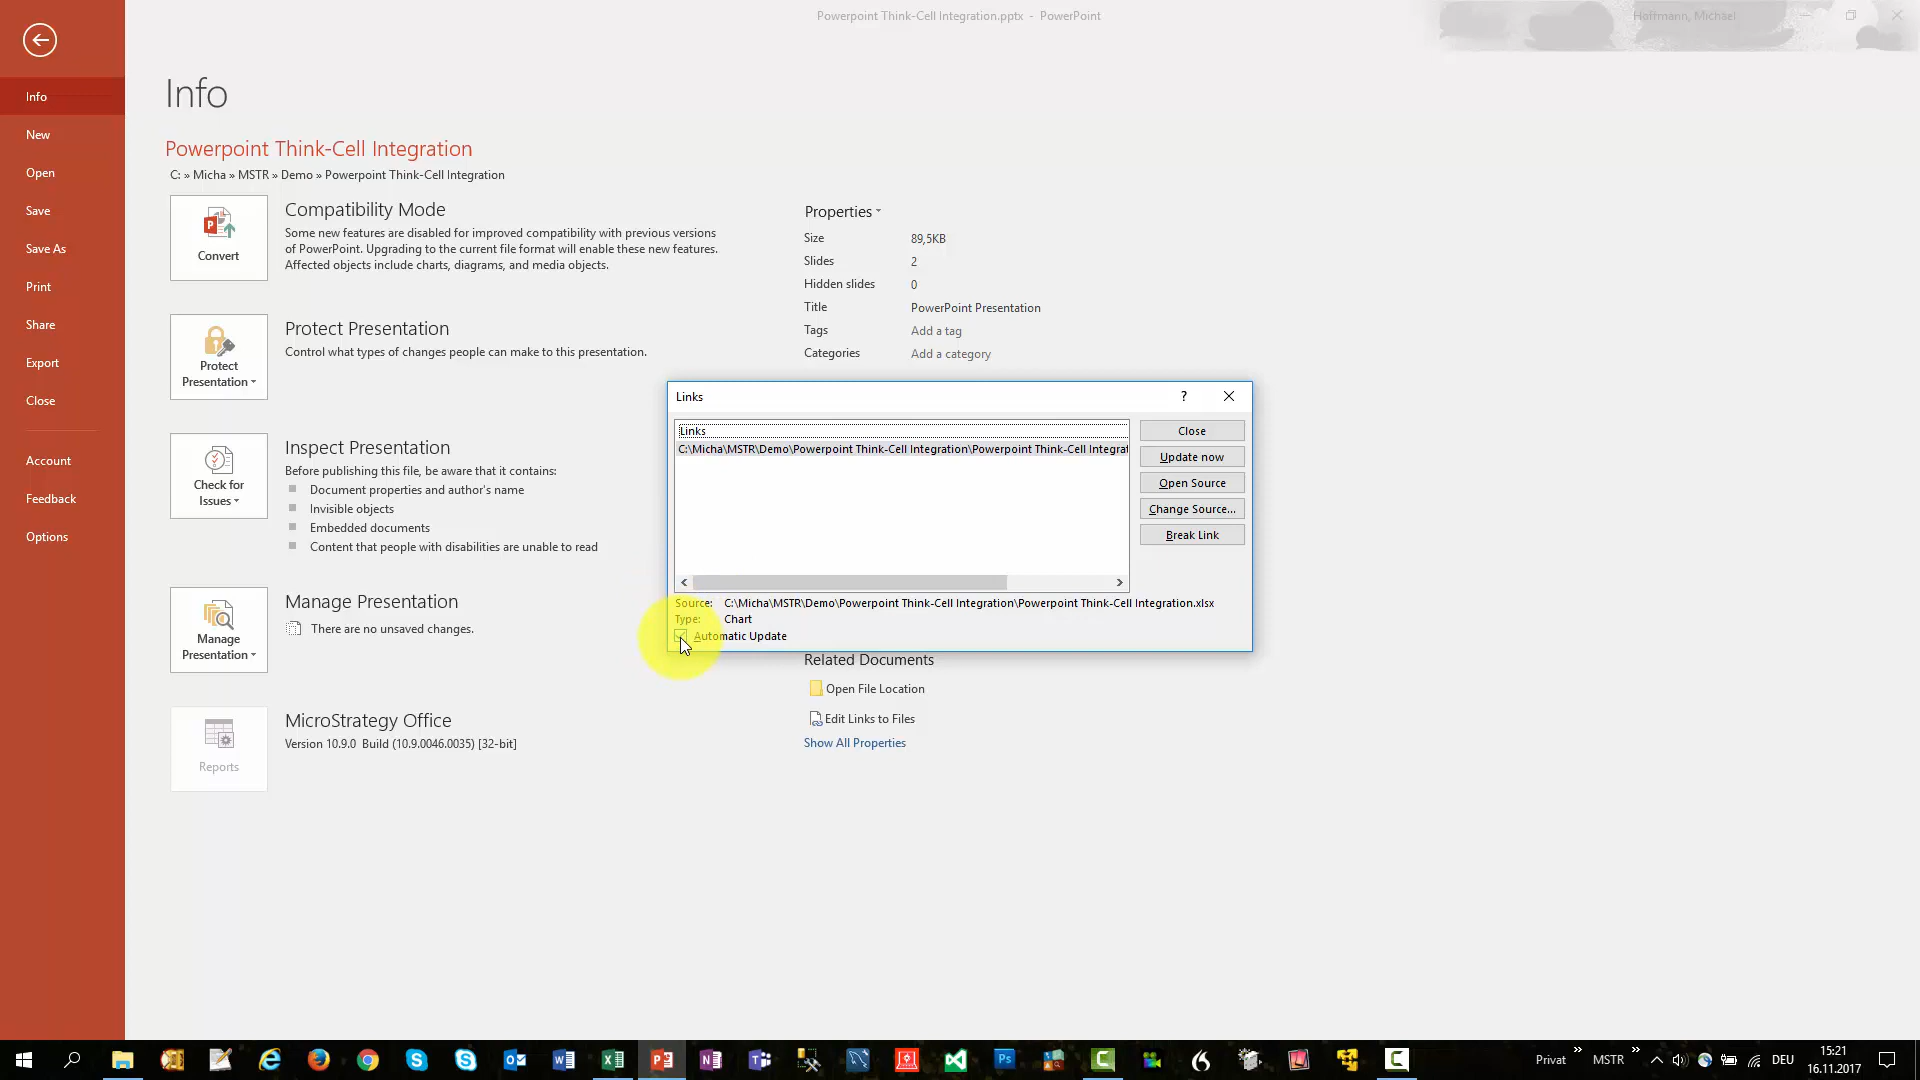 Powerpoint Think-Cell Integration.pptx - PowerPoint
Hoffmann, Michael
Info
New
Open
Save
Save As
Print
Share
Export
Close
Account
Feedback
Options
Info
Powerpoint Think-Cell Integration
C: » Micha » MSTR » Demo » Powerpoint Think-Cell Integration
Convert
Compatibility Mode
Some new features are disabled for improved compatibility with previous versions
of PowerPoint. Upgrading to the current file format will enable these new features.
Affected objects include charts, diagrams, and media objects.
Protect
Presentation
Protect Presentation
Control what types of changes people can make to this presentation.
Check for
Issues
Inspect Presentation
Before publishing this file, be aware that it contains:
Document properties and author's name
Invisible objects
Embedded documents
Content that people with disabilities are unable to read
Manage
Presentation
Manage Presentation
There are no unsaved changes.
Reports
MicroStrategy Office
Version 10.9.0 Build (10.9.0046.0035) [32-bit]
Properties
Size 89,5KB
Slides 2
Hidden slides 0
Title PowerPoint Presentation
Tags Add a tag
Categories Add a category
Links
?
Links
C:\Micha\MSTR\Demo\Powerpoint Think-Cell Integration\Powerpoint Think-Cell Integrat
Close
Update now
Open Source
Change Source...
Break Link
Source: C:\Micha\MSTR\Demo\Powerpoint Think-Cell Integration\Powerpoint Think-Cell Integration.xlsx
Type: Chart
Automatic Update
Related Documents
Open File Location
Edit Links to Files
Show All Properties
Privat
MSTR
DEU
15:21
16.11.2017